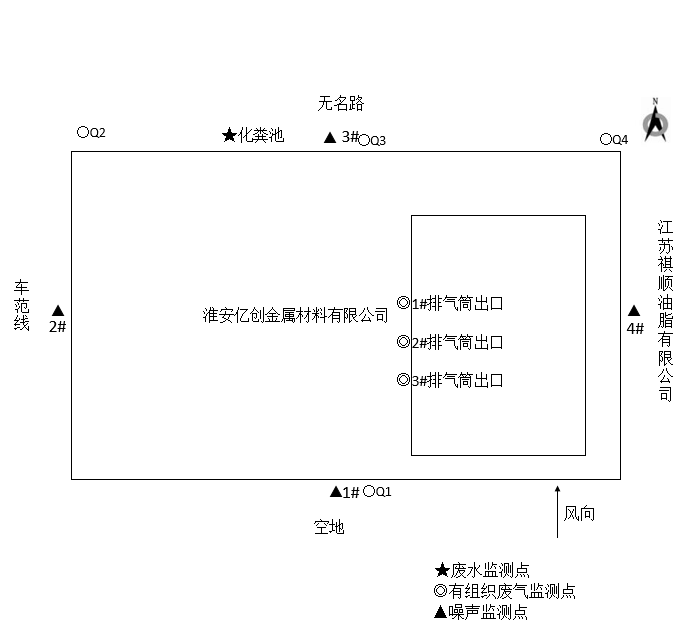 无名路
N
○Q2
★化粪池
▲ 3#○Q3
○Q4
江苏祺顺油脂有限公司
车范线
▲
2#
淮安亿创金属材料有限公司
◎1#排气筒出口
◎2#排气筒出口
◎3#排气筒出口
▲
4#
▲1# ○Q1
空地
风向
★废水监测点
◎有组织废气监测点
▲噪声监测点